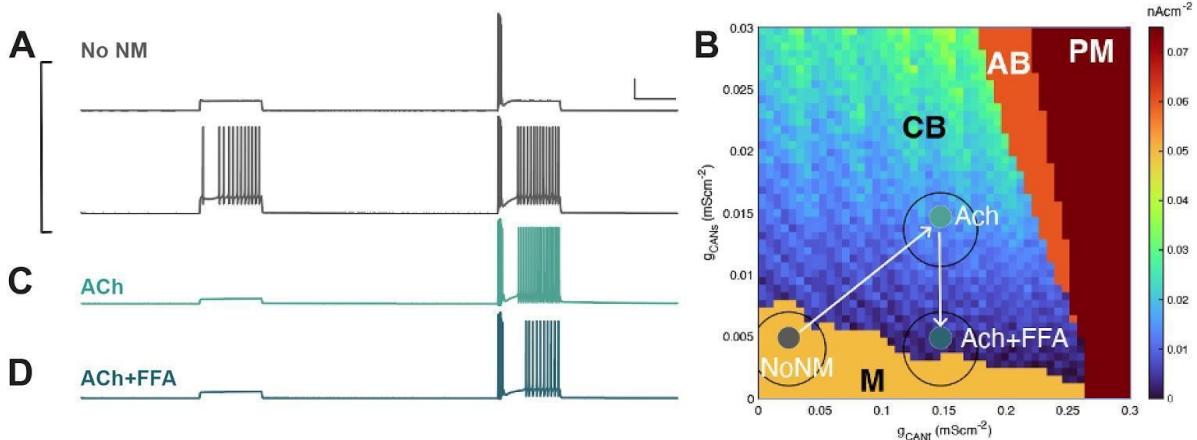 A
No NM
C
ACh
D
ACh+FFA
B
nAcm⁻²
0.03
0.025
0.02
0.015
0.01
0.005
0
g_CANs (mScm⁻²)
AB
PM
CB
Ach
Ach+FFA
NoNM
M
0 0.05 0.1 0.15 0.2 0.25 0.3
g_CANf (mScm⁻²)
0.07
0.06
0.05
0.04
0.03
0.02
0.01
0